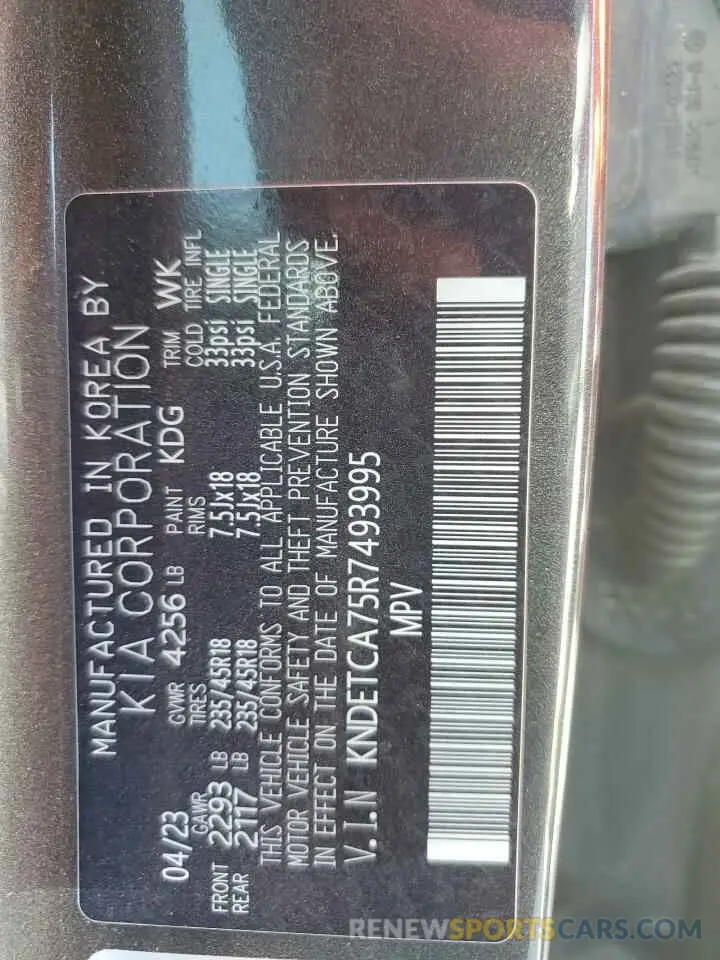 MANUFACTURED IN KOREA BY
KIA CORPORATION
04/23 GVWR 4256 LB PAINT KDG TRIM WK
GAWR TIRES RIMS COLD TIRE INFL
FRONT 2293 LB 235/45R18 7.5Jx18 33psi SINGLE
REAR 2117 LB 235/45R18 7.5Jx18 33psi SINGLE
THIS VEHICLE CONFORMS TO ALL APPLICABLE U.S.A. FEDERAL
MOTOR VEHICLE SAFETY AND THEFT PREVENTION STANDARDS
IN EFFECT ON THE DATE OF MANUFACTURE SHOWN ABOVE.
V.I.N KNDETCA75R7493995
MPV
RENEWSPORTSCARS.COM